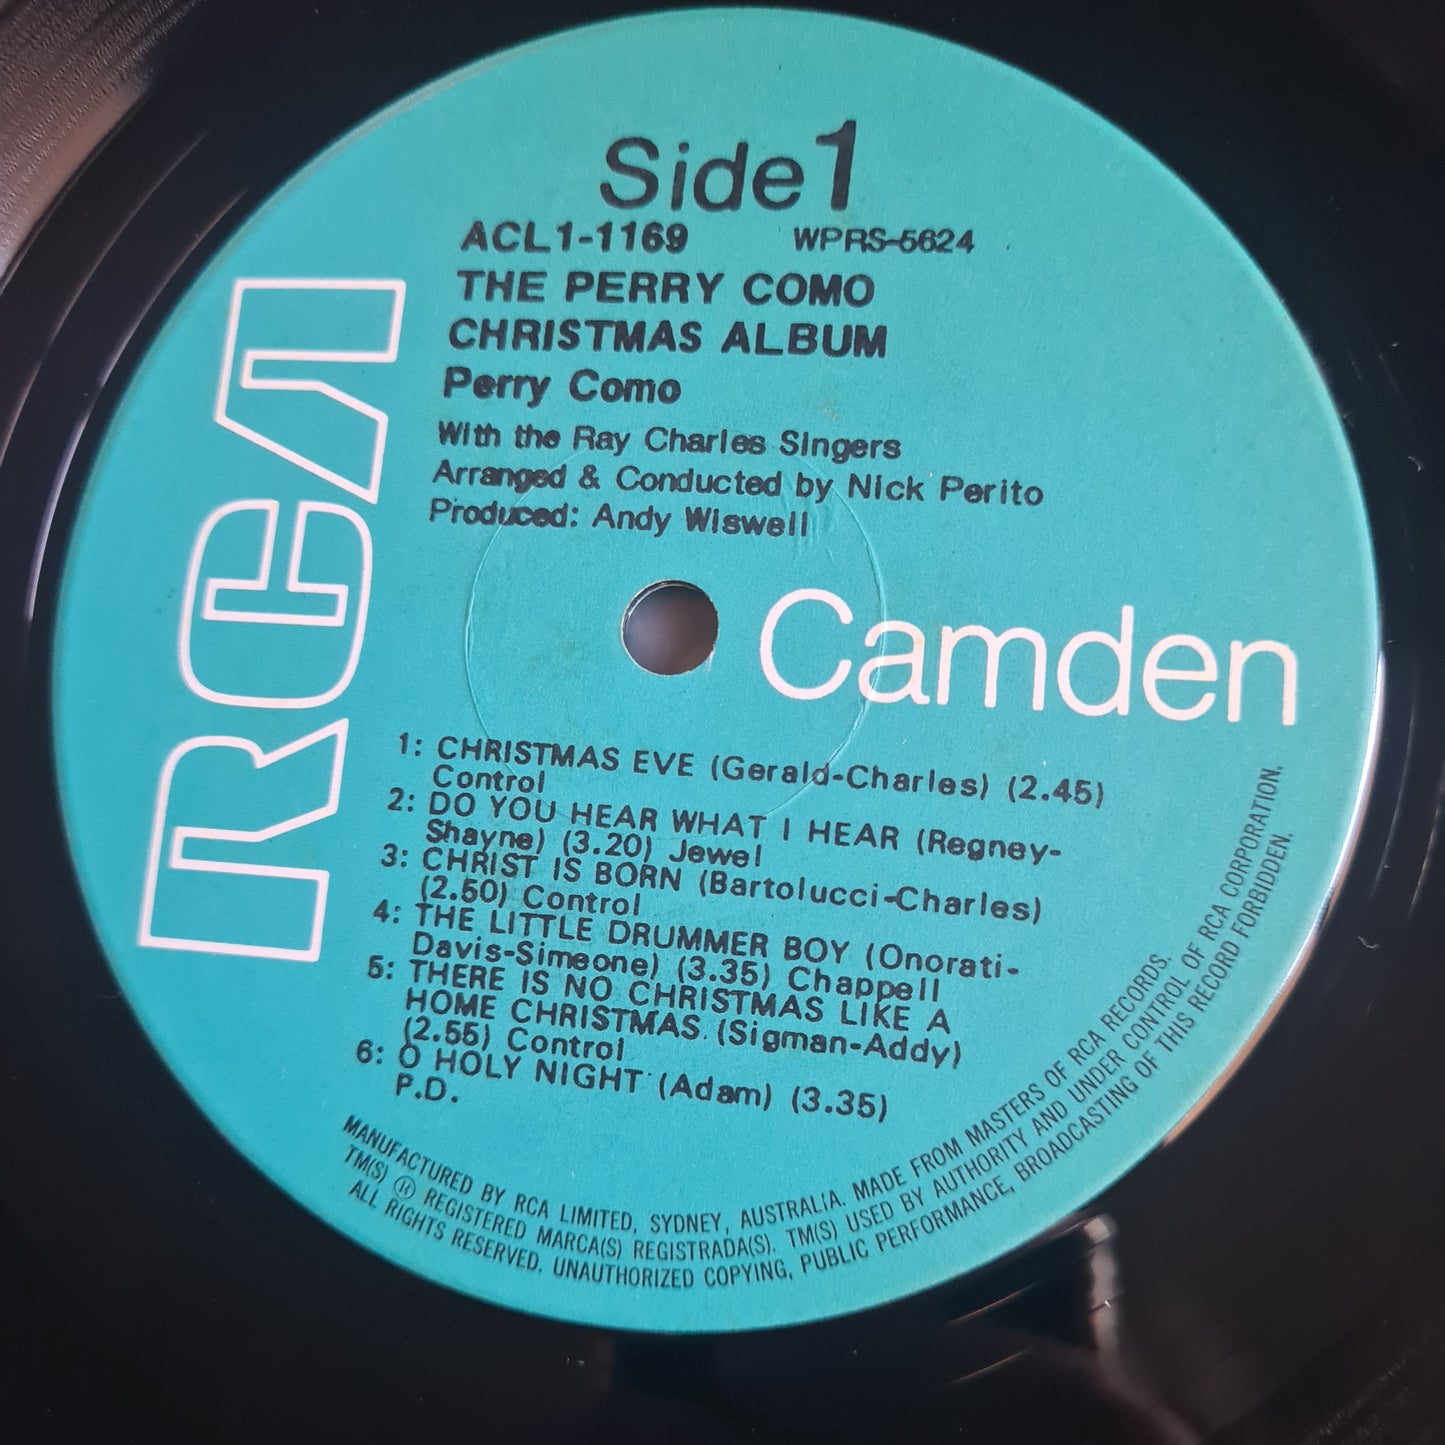 Side 1
ACL1-1169 WPRS-5624
THE PERRY COMO
CHRISTMAS ALBUM
Perry Como
With the Ray Charles Singers
Arranged & Conducted by Nick Perito
Produced: Andy Wiswell
RCA
Camden
1: CHRISTMAS EVE (Gerald-Charles) (2.45)
Control
2: DO YOU HEAR WHAT I HEAR (Regney-
Shayne) (3.20) Jewel
3: CHRIST IS BORN (Bartolucci-Charles)
(2.50) Control
4: THE LITTLE DRUMMER BOY (Onorati-
Davis-Simeone) (3.35) Chappell
5: THERE IS NO CHRISTMAS LIKE A
HOME CHRISTMAS. (Sigman-Addy)
(2.55) Control
6: O HOLY NIGHT (Adam) (3.35)
P.D.
MANUFACTURED BY RCA LIMITED, SYDNEY, AUSTRALIA. MADE FROM MASTERS OF RCA RECORDS.
TM(S) ® REGISTERED MARCA(S) REGISTRADA(S). TM(S) USED BY AUTHORITY AND UNDER CONTROL OF RCA CORPORATION.
ALL RIGHTS RESERVED. UNAUTHORIZED COPYING, PUBLIC PERFORMANCE, BROADCASTING OF THIS RECORD FORBIDDEN.